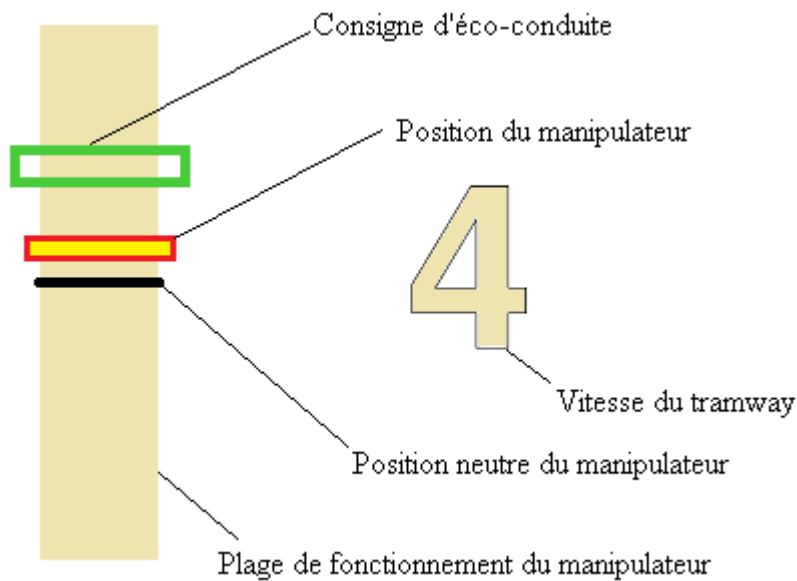 Consigne d'éco-conduite
Position du manipulateur
4
Vitesse du tramway
Position neutre du manipulateur
Plage de fonctionnement du manipulateur